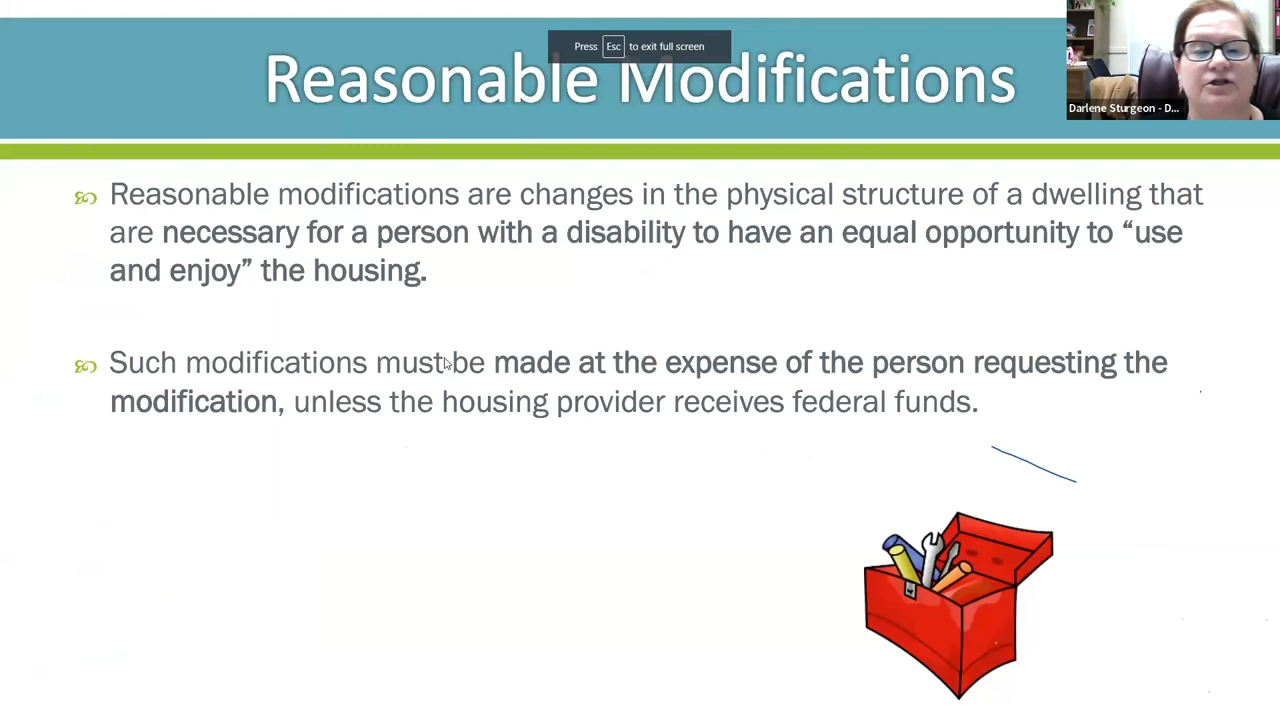 Press Esc to exit full screen
Reasonable Modifications
Darlene Sturgeon - D...
Reasonable modifications are changes in the physical structure of a dwelling that
are necessary for a person with a disability to have an equal opportunity to “use
and enjoy” the housing.
Such modifications must be made at the expense of the person requesting the
modification, unless the housing provider receives federal funds.